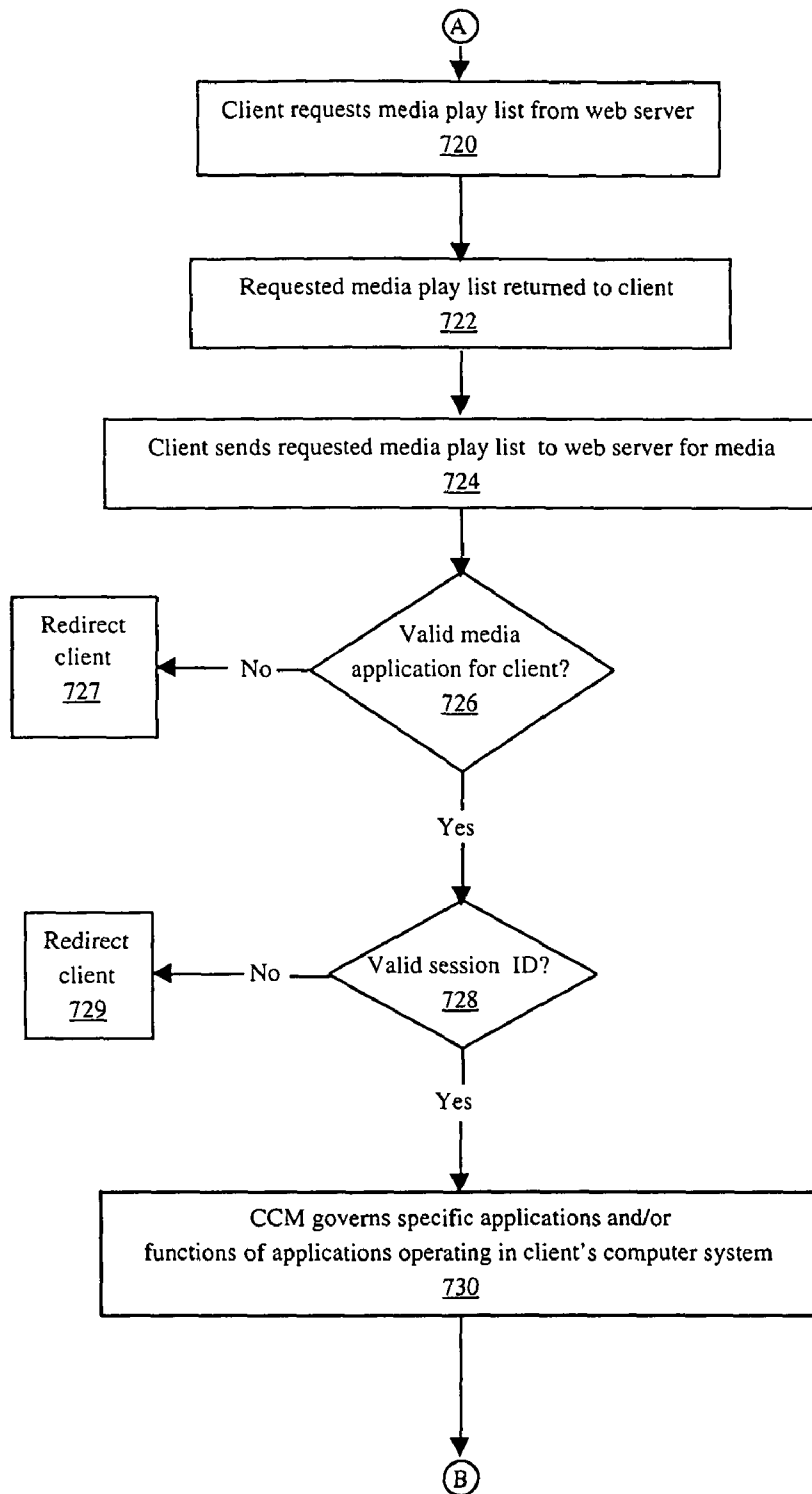 A
Client requests media play list from web server
720
Requested media play list returned to client
722
Client sends requested media play list to web server for media
724
Valid media
application for client?
726
No
Redirect
client
727
Yes
Valid session ID?
728
No
Redirect
client
729
Yes
CCM governs specific applications and/or
functions of applications operating in client's computer system
730
B